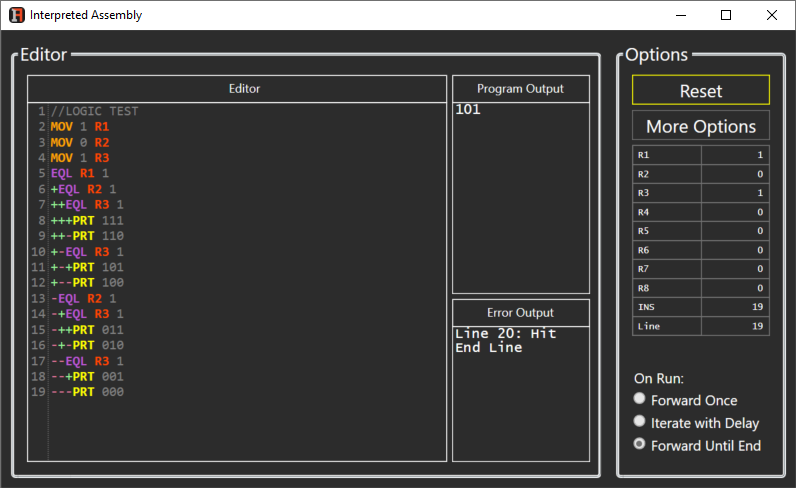 Interpreted Assembly
Editor
Editor
1 //LOGIC TEST
2 MOV 1 R1
3 MOV 0 R2
4 MOV 1 R3
5 EQL R1 1
6 +EQL R2 1
7 ++EQL R3 1
8 +++PRT 111
9 ++-PRT 110
10 +-EQL R3 1
11 +-+PRT 101
12 +--PRT 100
13 -EQL R2 1
14 -+EQL R3 1
15 -++PRT 011
16 -+-PRT 010
17 --EQL R3 1
18 --+PRT 001
19 ---PRT 000
Program Output
101
Error Output
Line 20: Hit
End Line
Options
Reset
More Options
R1 1
R2 0
R3 1
R4 0
R5 0
R6 0
R7 0
R8 0
INS 19
Line 19
On Run:
Forward Once
Iterate with Delay
Forward Until End